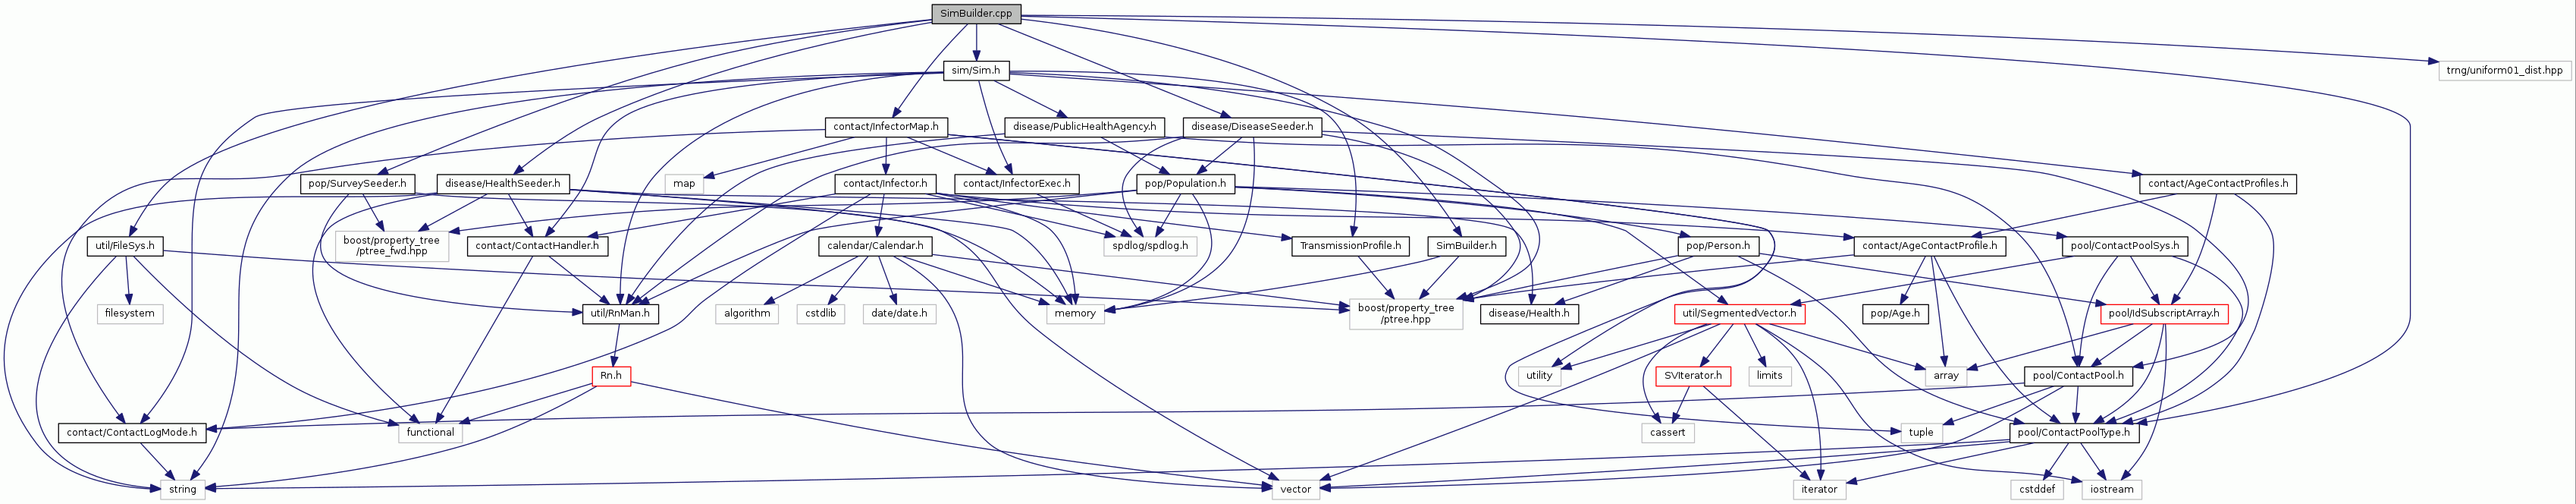 SimBuilder.cpp
sim/Sim.h
trng/uniform01_dist.hpp
contact/InfectorMap.h
disease/PublicHealthAgency.h
disease/DiseaseSeeder.h
pop/SurveySeeder.h
disease/HealthSeeder.h
map
contact/Infector.h
contact/InfectorExec.h
pop/Population.h
contact/AgeContactProfiles.h
util/FileSys.h
boost/property_tree
/ptree_fwd.hpp
contact/ContactHandler.h
calendar/Calendar.h
spdlog/spdlog.h
TransmissionProfile.h
SimBuilder.h
pop/Person.h
contact/AgeContactProfile.h
pool/ContactPoolSys.h
filesystem
util/RnMan.h
algorithm
cstdlib
date/date.h
memory
boost/property_tree
/ptree.hpp
disease/Health.h
util/SegmentedVector.h
pop/Age.h
pool/IdSubscriptArray.h
Rn.h
utility
SVIterator.h
limits
array
pool/ContactPool.h
contact/ContactLogMode.h
functional
cassert
tuple
pool/ContactPoolType.h
string
vector
iterator
cstddef
iostream